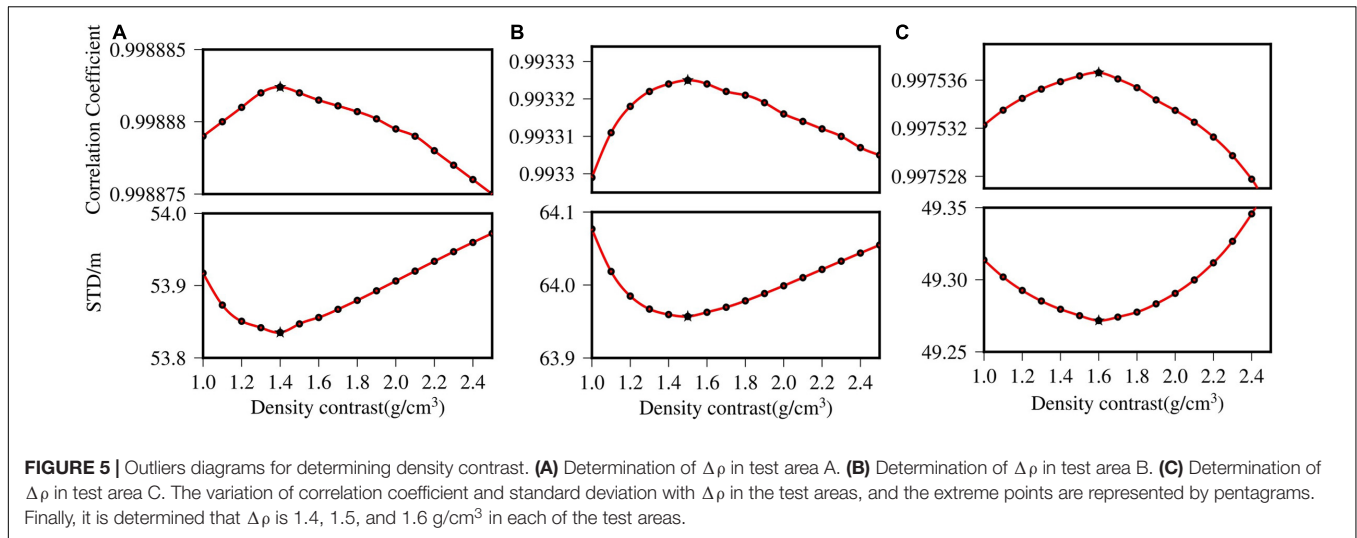 A
B
C
Correlation Coefficient
0.998885
0.99888
0.998875
0.99333
0.99332
0.99331
0.9933
0.997536
0.997532
0.997528
STD/m
54.0
53.9
53.8
64.1
64.0
63.9
49.35
49.30
49.25
1.0 1.2 1.4 1.6 1.8 2.0 2.2 2.4
1.0 1.2 1.4 1.6 1.8 2.0 2.2 2.4
1.0 1.2 1.4 1.6 1.8 2.0 2.2 2.4
Density contrast(g/cm³)
Density contrast(g/cm³)
Density contrast(g/cm³)
FIGURE 5 | Outliers diagrams for determining density contrast. (A) Determination of Δρ in test area A. (B) Determination of Δρ in test area B. (C) Determination of
Δρ in test area C. The variation of correlation coefficient and standard deviation with Δρ in the test areas, and the extreme points are represented by pentagrams.
Finally, it is determined that Δρ is 1.4, 1.5, and 1.6 g/cm³ in each of the test areas.